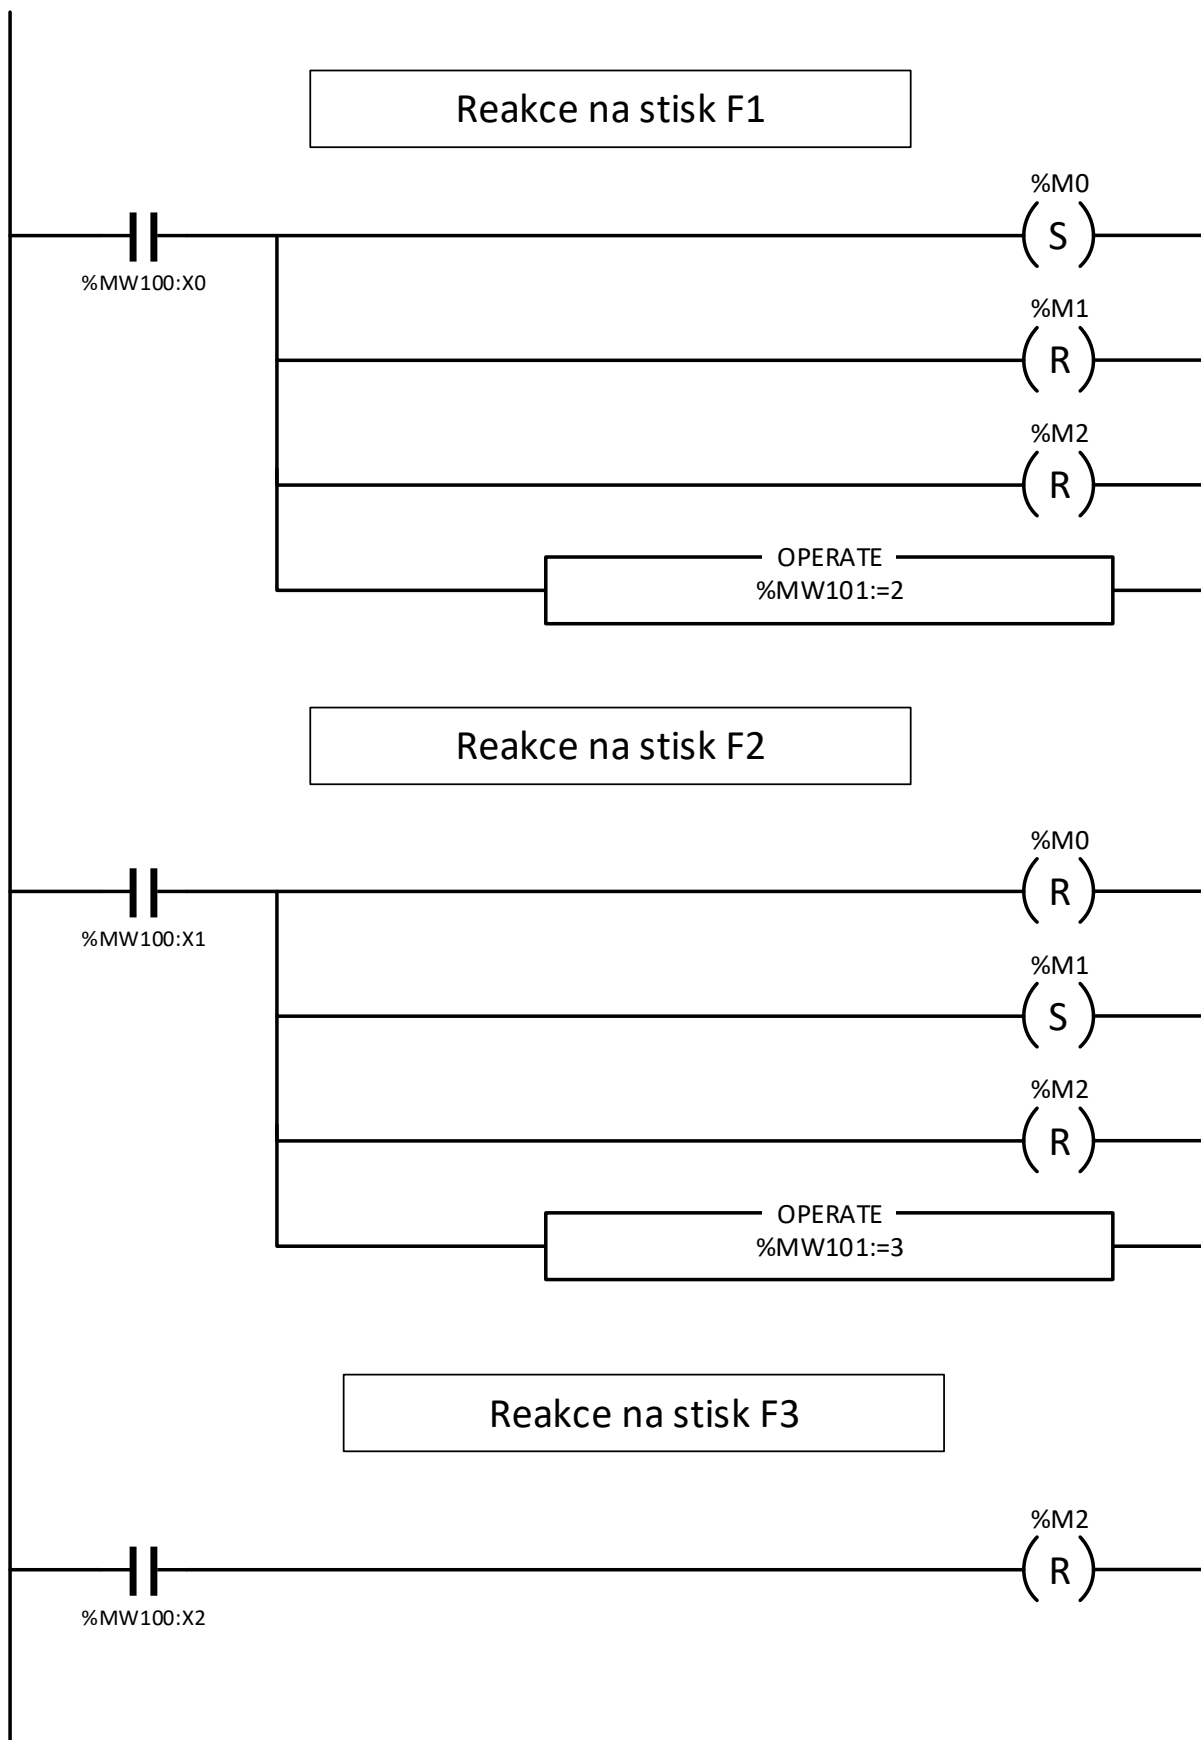 Reakce na stisk F1
%M0
S
%MW100:X0
%M1
R
%M2
R
OPERATE
%MW101:=2
Reakce na stisk F2
%M0
R
%MW100:X1
%M1
S
%M2
R
OPERATE
%MW101:=3
Reakce na stisk F3
%M2
R
%MW100:X2